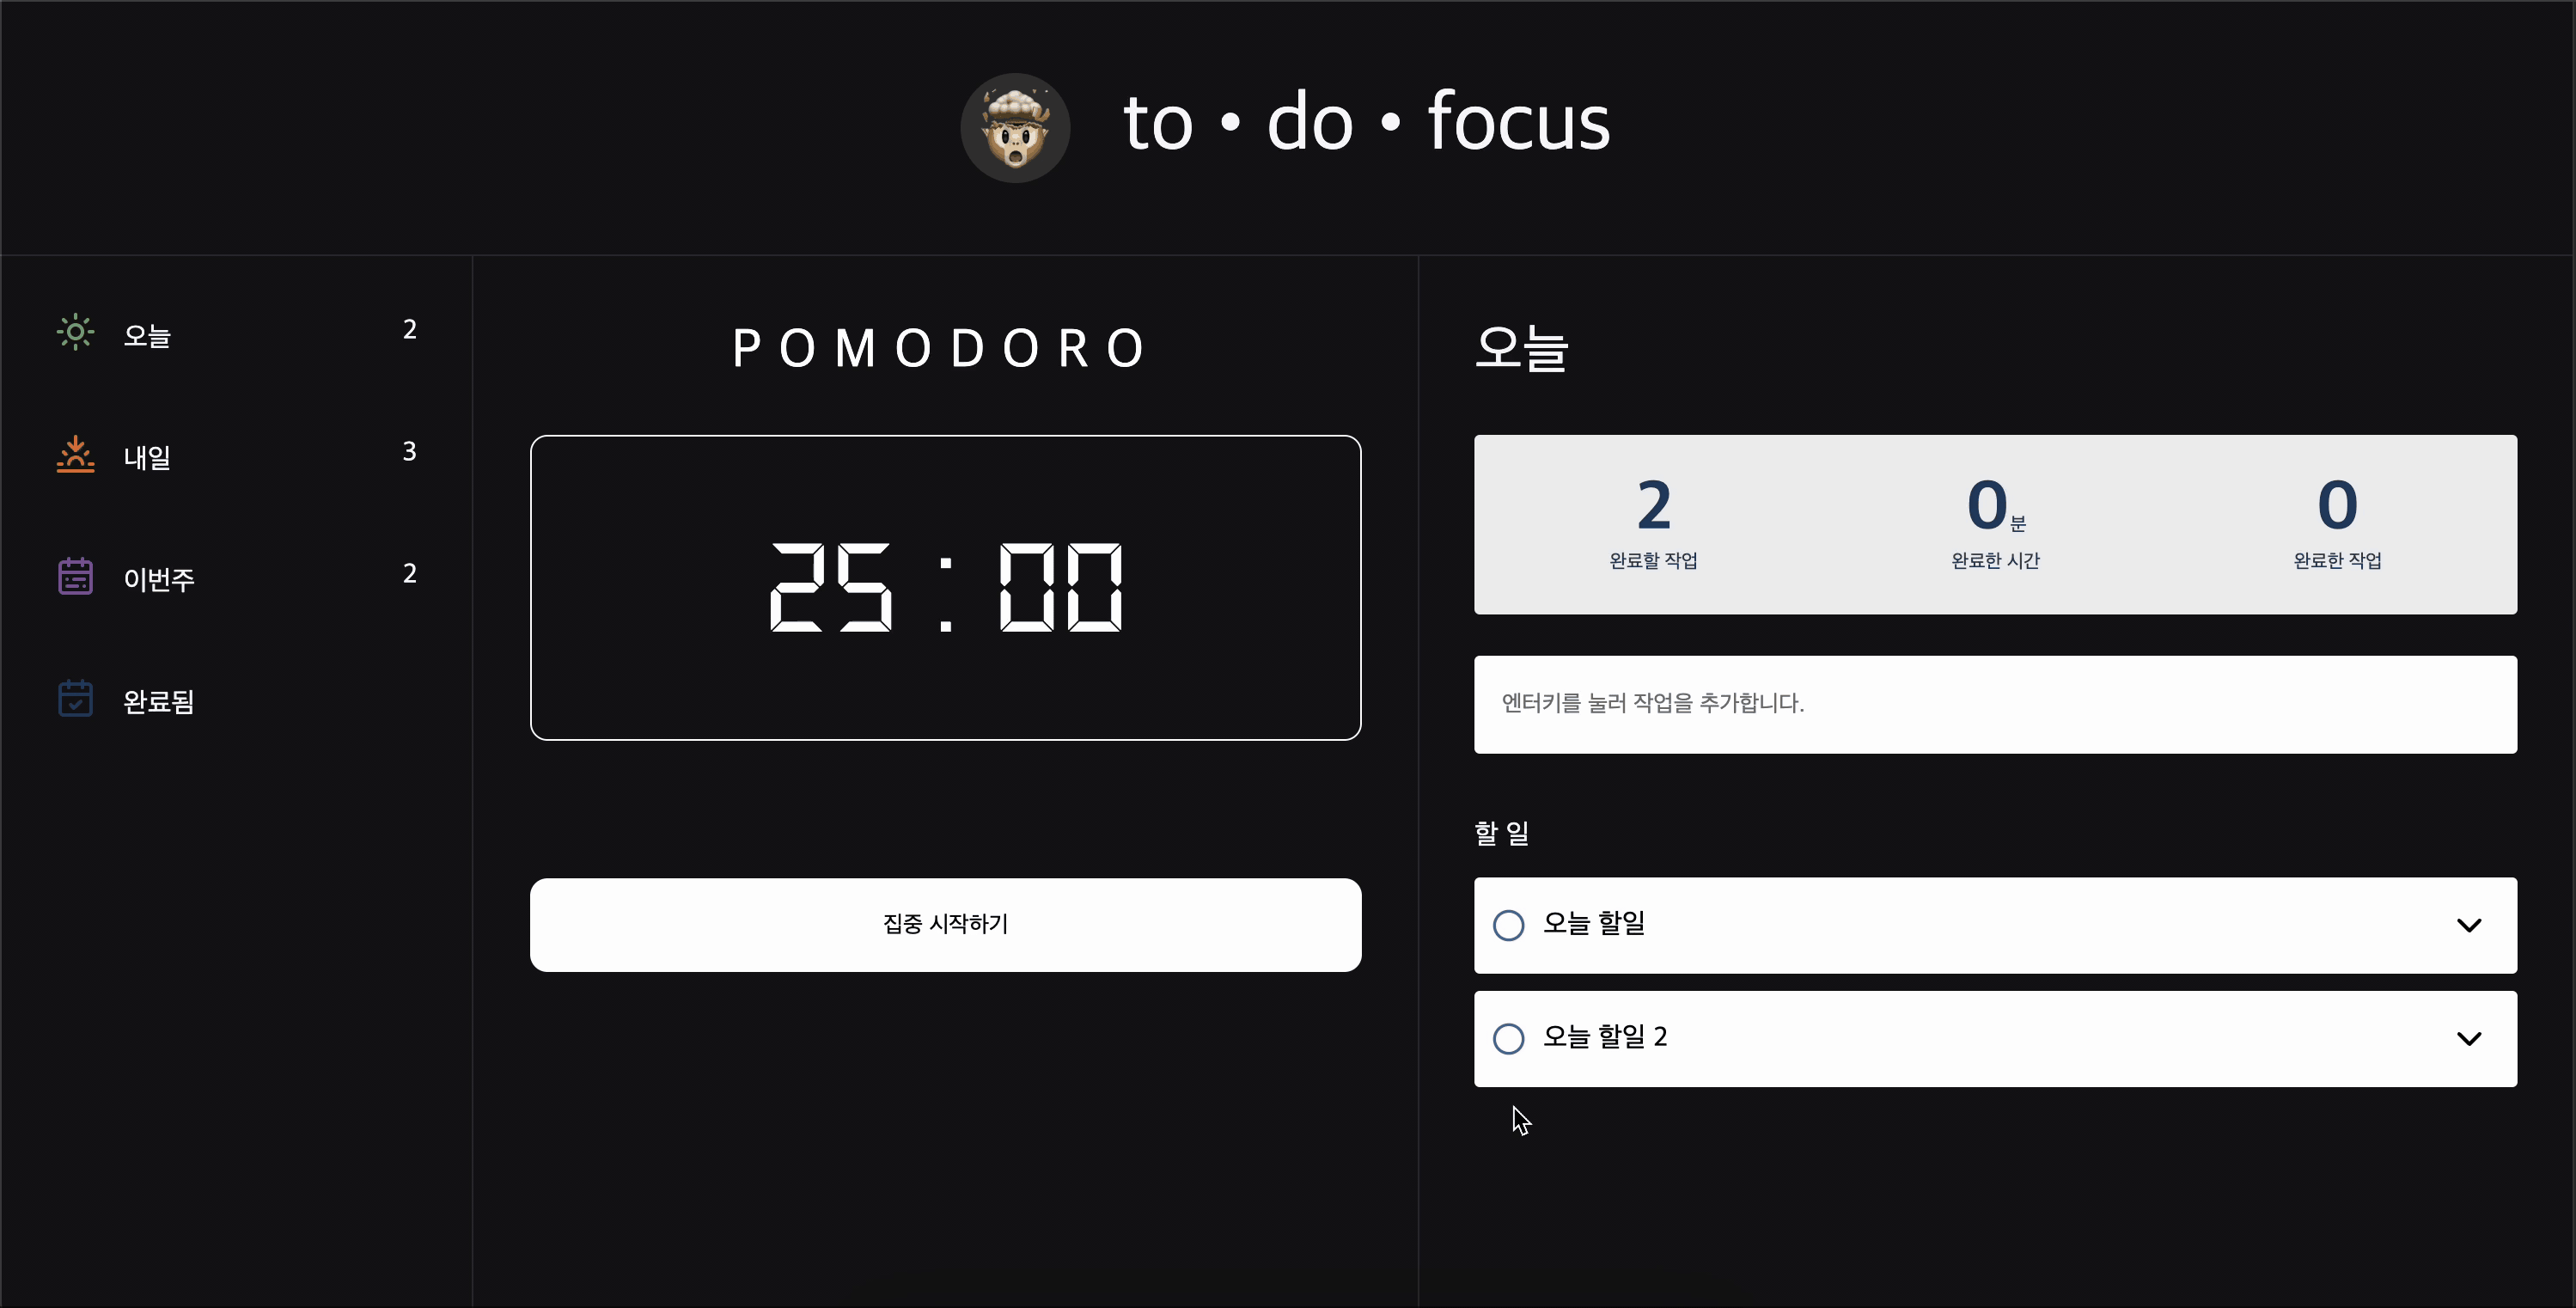 to • do • focus
오늘 2
내일 3
이번주 2
완료됨
POMODORO
25 : 00
집중 시작하기
오늘
2 0분 0
완료할 작업 완료한 시간 완료한 작업
엔터키를 눌러 작업을 추가합니다.
할 일
오늘 할일
오늘 할일 2